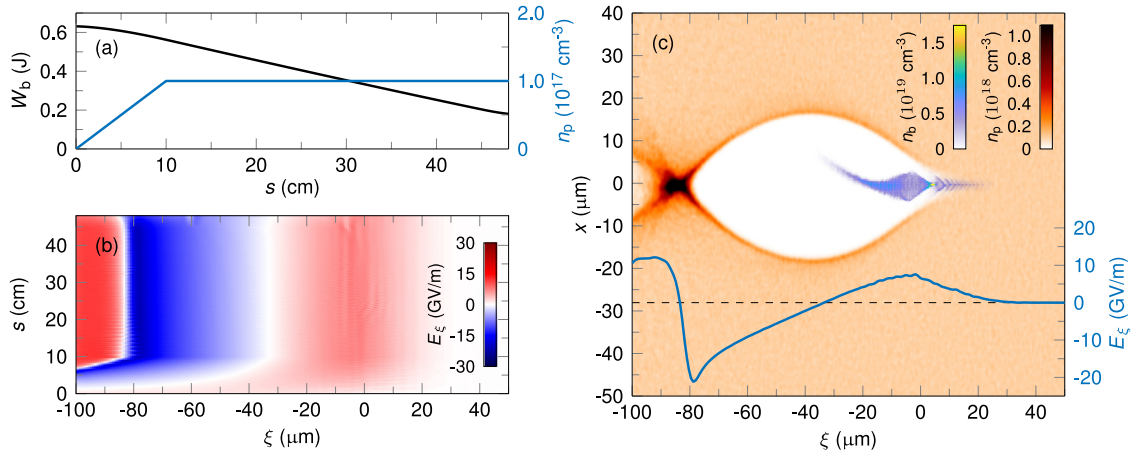 (a)
W_b (J)
0.6
0.4
0.2
0
2.0
1.0
0
n_p (10^17 cm^-3)
0 10 20 30 40
s (cm)
(b)
s (cm)
40
30
20
10
0
30
15
0
-15
-30
E_ξ (GV/m)
-100 -80 -60 -40 -20 0 20 40
ξ (μm)
(c)
x (μm)
40
30
20
10
0
-10
-20
-30
-40
-50
n_b (10^19 cm^-3)
1.5
1.0
0.5
0
n_p (10^18 cm^-3)
1.0
0.8
0.6
0.4
0.2
0
20
10
0
-10
-20
E_ξ (GV/m)
-100 -80 -60 -40 -20 0 20 40
ξ (μm)